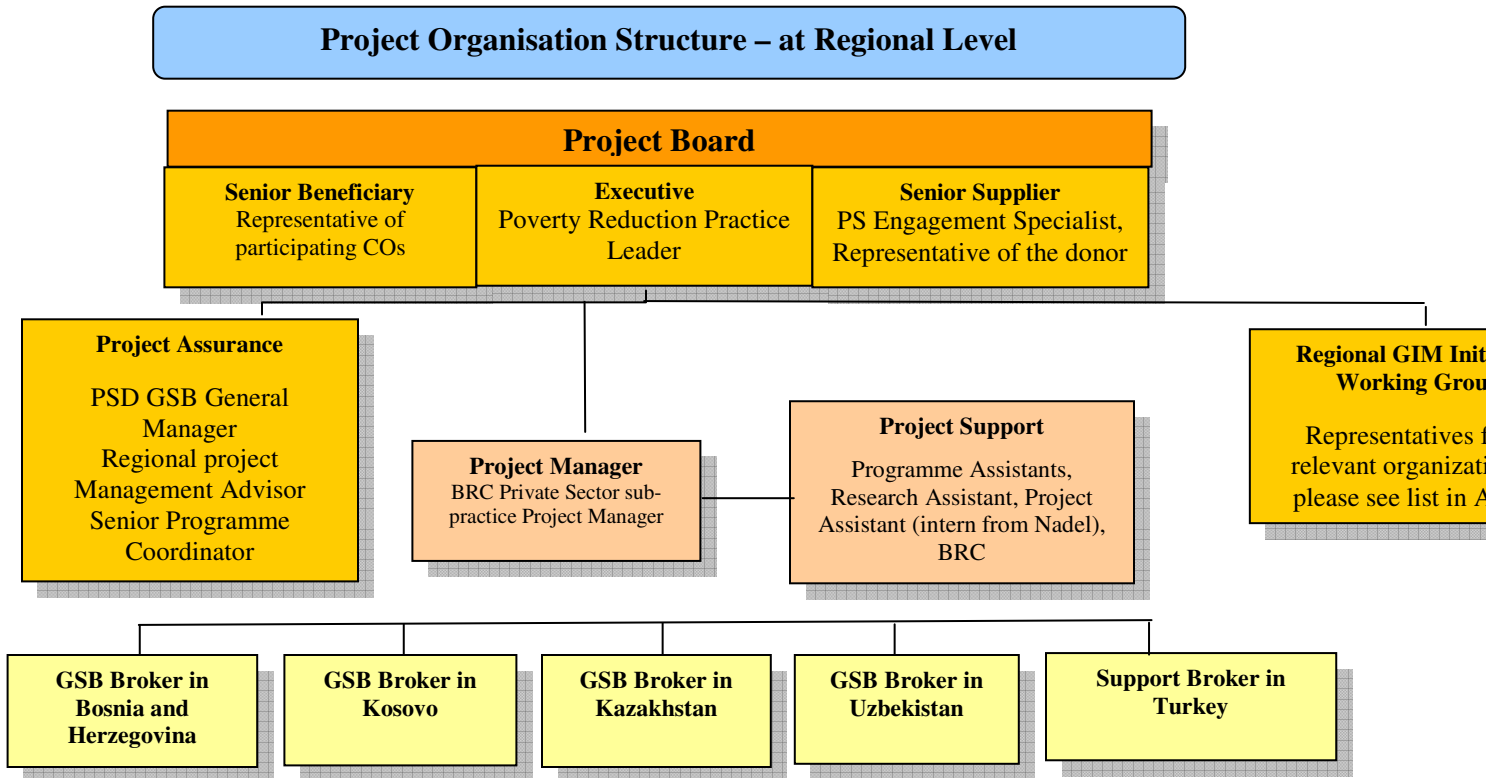 Project Organisation Structure – at Regional Level
Project Board
Senior Beneficiary
Representative of
participating COs
Executive
Poverty Reduction Practice
Leader
Senior Supplier
PS Engagement Specialist,
Representative of the donor
Project Assurance
PSD GSB General
Manager
Regional project
Management Advisor
Senior Programme
Coordinator
Project Manager
BRC Private Sector sub-
practice Project Manager
Project Support
Programme Assistants,
Research Assistant, Project
Assistant (intern from Nadel),
BRC
Regional GIM
Working
Representatives
relevant
please see list in
GSB Broker in
Bosnia and
Herzegovina
GSB Broker in
Kosovo
GSB Broker in
Kazakhstan
GSB Broker in
Uzbekistan
Support Broker in
Turkey